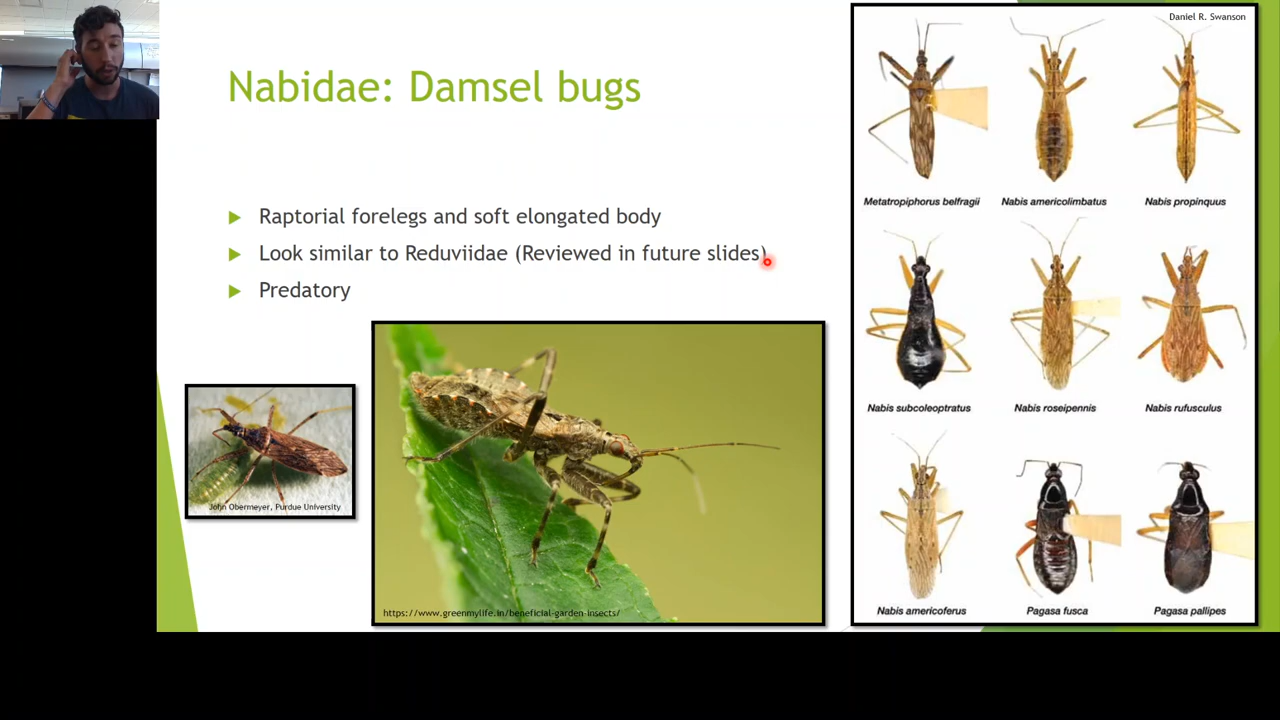 Nabidae: Damsel bugs
Raptorial forelegs and soft elongated body
Look similar to Reduviidae (Reviewed in future slides)
Predatory
John Obermeyer, Purdue University
https://www.greenmylife.in/beneficial-garden-insects/
Daniel R. Swanson
Metatropiphorus belfragii
Nabis americolimbatus
Nabis propinquus
Nabis subcoleoptratus
Nabis roseipennis
Nabis rufusculus
Nabis americoferus
Pagasa fusca
Pagasa pallipes